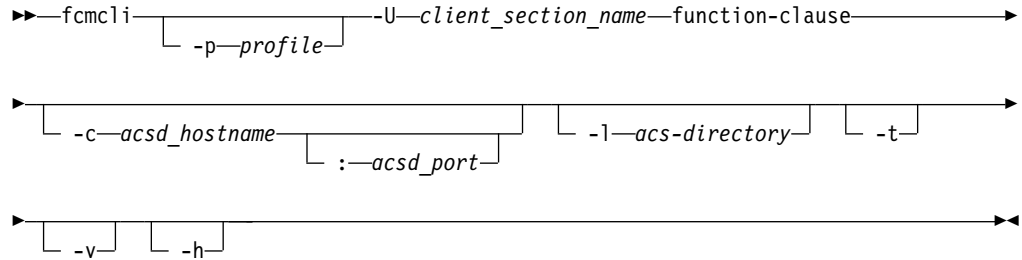 fcmcli -U client_section_name function-clause
-p profile
-c acsd_hostname -l acs-directory -t
: acsd_port
-v -h